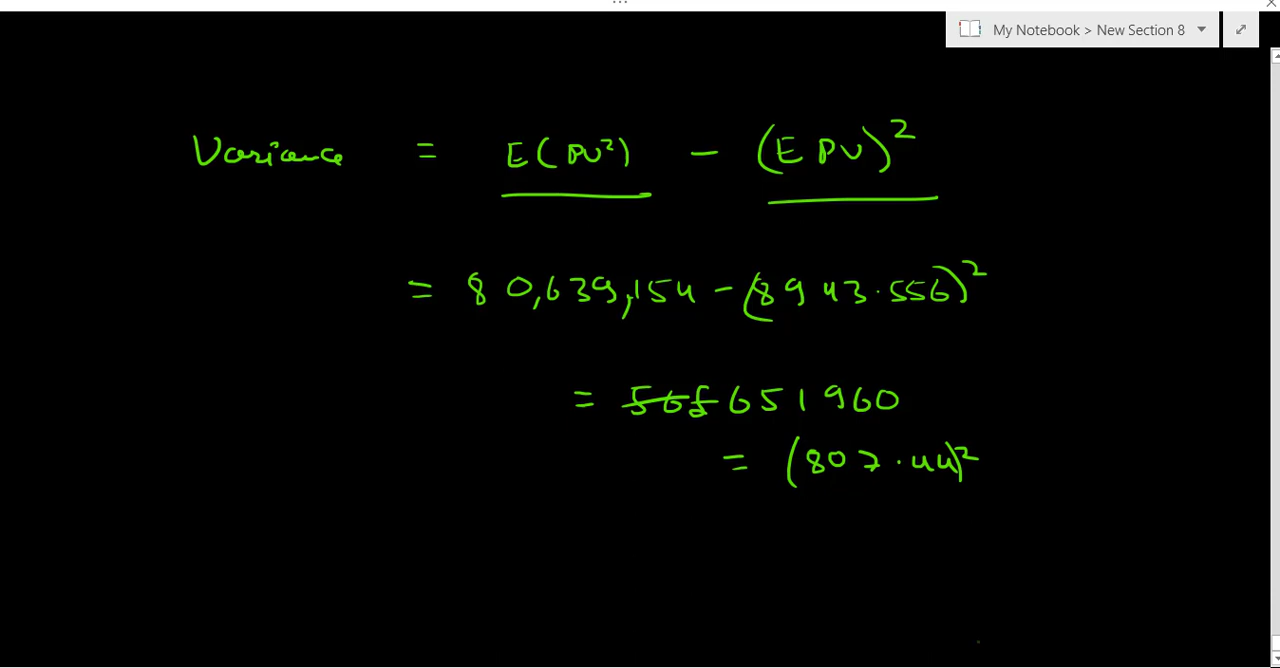 My Notebook > New Section 8
Variance = E(PV²) - (E PV)²
= 80,639,154 - (8943.556)²
= 651960
= (807.44)²